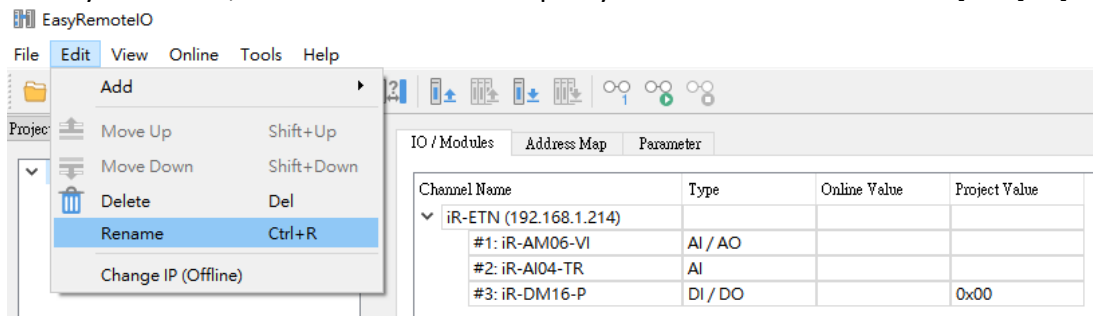 EasyRemoteIO
File Edit View Online Tools Help
Add
Projec
Move Up Shift+Up
Move Down Shift+Down
Delete Del
Rename Ctrl+R
Change IP (Offline)
IO / Modules Address Map Parameter
Channel Name Type Online Value Project Value
iR-ETN (192.168.1.214)
#1: iR-AM06-VI AI / AO
#2: iR-AI04-TR AI
#3: iR-DM16-P DI / DO 0x00